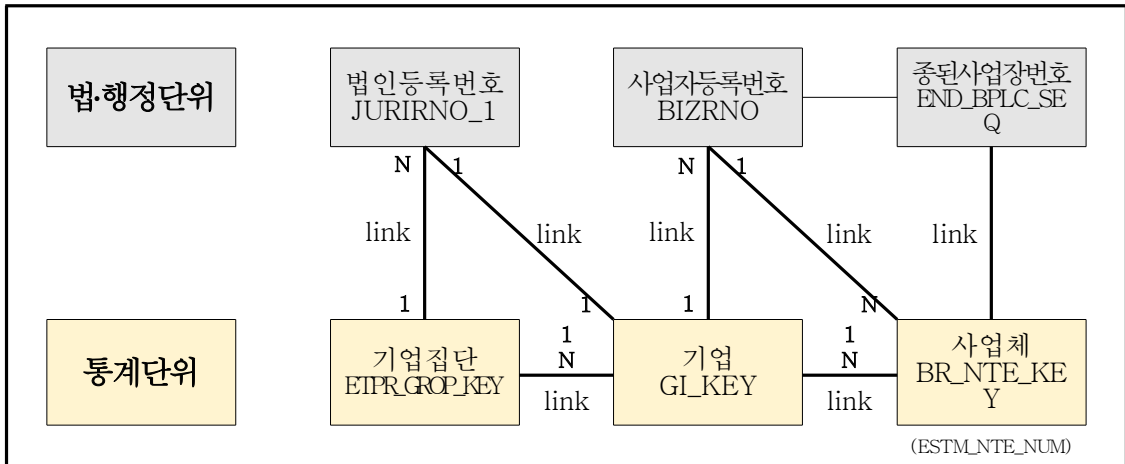 법·행정단위
법인등록번호
JURIRNO_1
사업자등록번호
BIZRNO
종된사업장번호
END_BPLC_SE
Q
N
1
N
1
link
link
link
link
link
1
1
1
N
통계단위
기업집단
ETPR_GROP_KEY
1
N
link
기업
GI_KEY
1
N
link
사업체
BR_NTE_KE
Y
(ESTM_NTE_NUM)